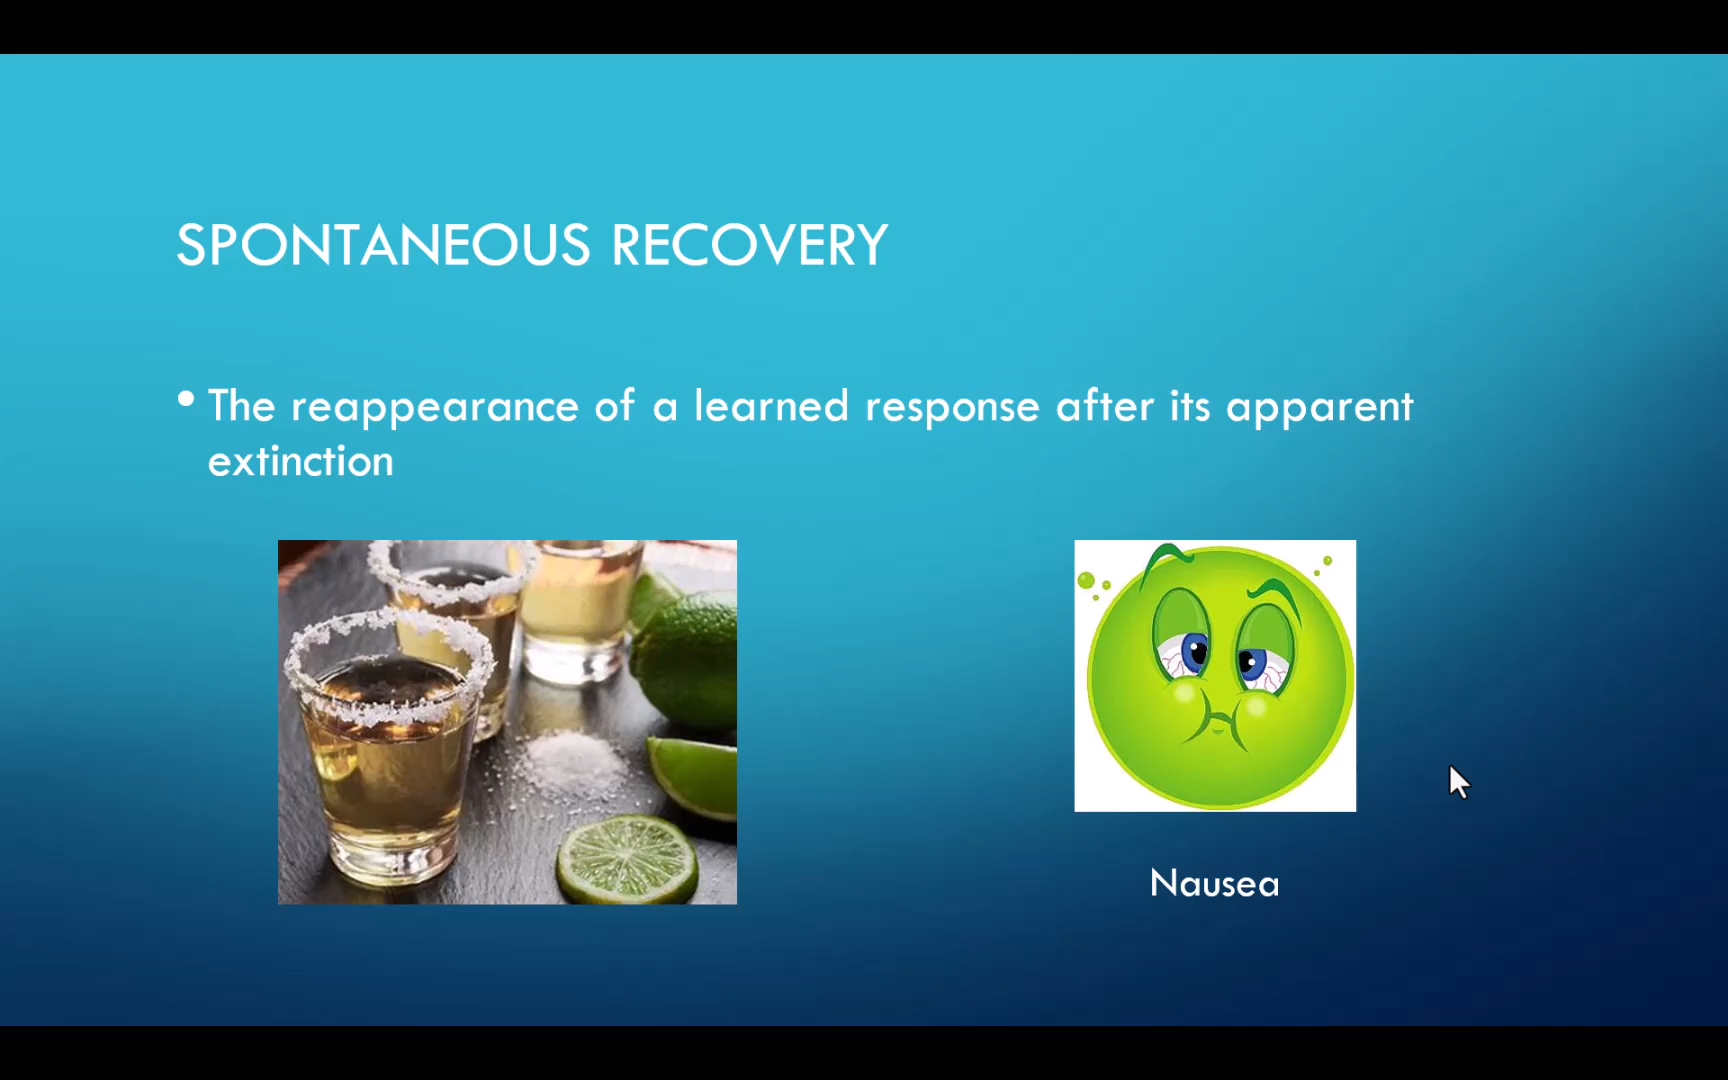 SPONTANEOUS RECOVERY
• The reappearance of a learned response after its apparent
extinction
Nausea